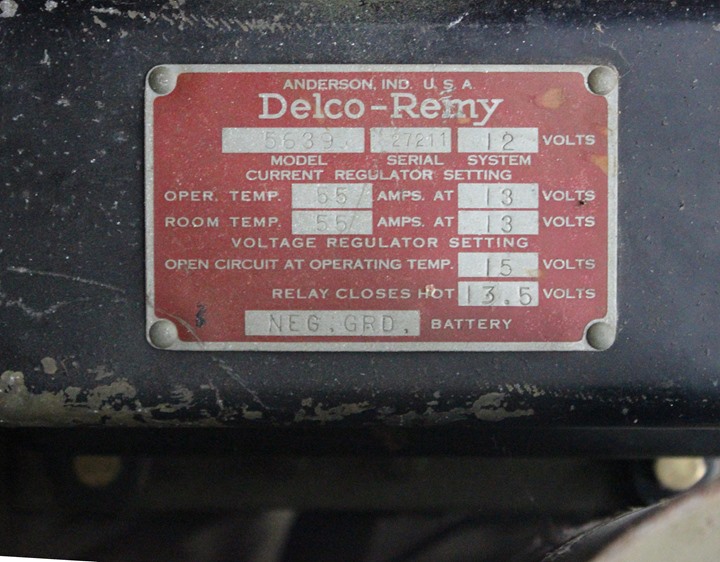 ANDERSON, IND. U.S.A.
Delco-Remy
5639 27211 12 VOLTS
MODEL SERIAL SYSTEM
CURRENT REGULATOR SETTING
OPER. TEMP. 55/ AMPS. AT 13 VOLTS
ROOM TEMP. 55/ AMPS. AT 13 VOLTS
VOLTAGE REGULATOR SETTING
OPEN CIRCUIT AT OPERATING TEMP. 15 VOLTS
RELAY CLOSES HOT 13.5 VOLTS
NEG. GRD. BATTERY